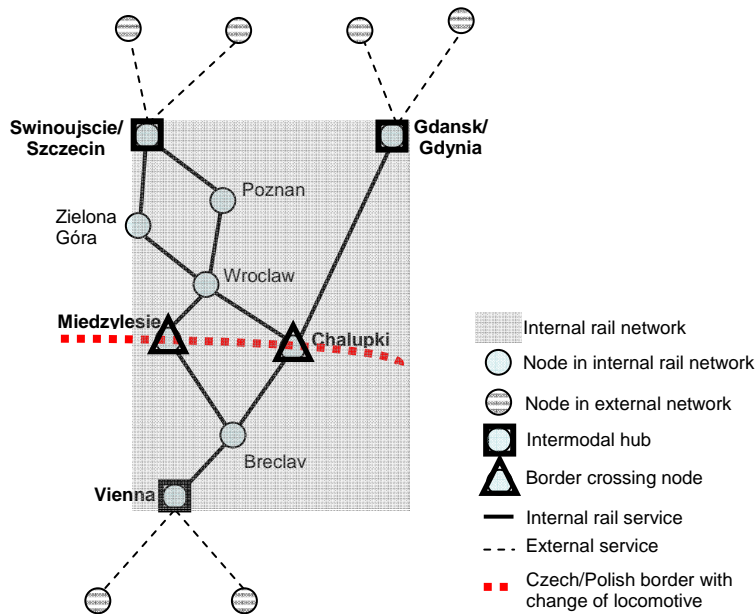 Swinoujscie/
Szczecin
Gdansk/
Gdynia
Poznan
Zielona
Góra
Wroclaw
Miedzylesie
Chalupki
Breclav
Vienna
Internal rail network
Node in internal rail network
Node in external network
Intermodal hub
Border crossing node
Internal rail service
External service
Czech/Polish border with
change of locomotive